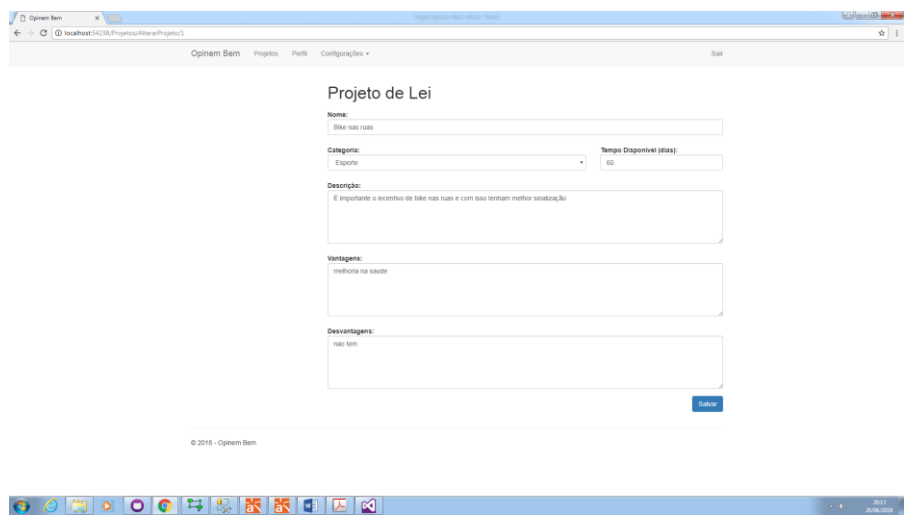 Opinem Bem
localhost:54238/Projetos/AlterarProjeto/1
Opinem Bem Projetos Perfil Configurações Sair
Projeto de Lei
Nome:
Bike nas ruas
Categoria: Tempo Disponível (dias):
Esporte 60
Descrição:
É importante o incentivo de bike nas ruas e com isso tenham melhor sinalização
Vantagens:
melhoria na saude
Desvantagens:
nao tem
Salvar
© 2018 - Opinem Bem
20:13